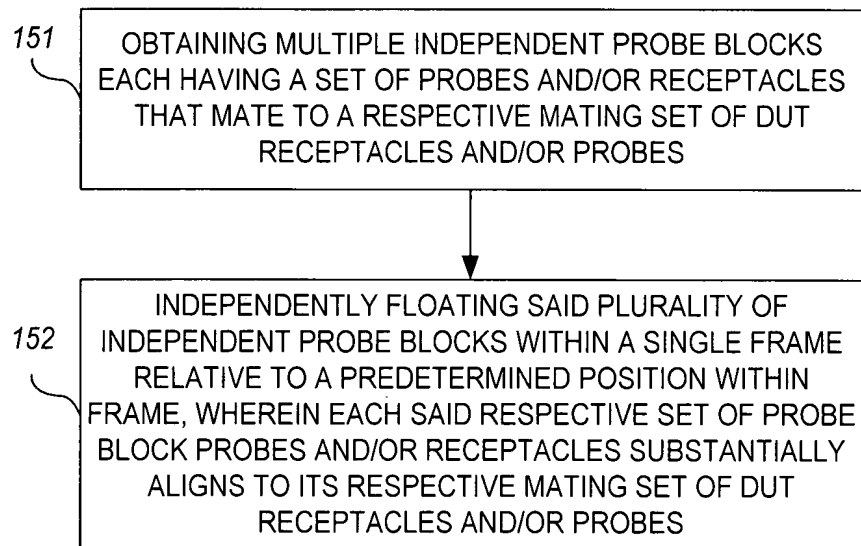 151
OBTAINING MULTIPLE INDEPENDENT PROBE BLOCKS
EACH HAVING A SET OF PROBES AND/OR RECEPTACLES
THAT MATE TO A RESPECTIVE MATING SET OF DUT
RECEPTACLES AND/OR PROBES
152
INDEPENDENTLY FLOATING SAID PLURALITY OF
INDEPENDENT PROBE BLOCKS WITHIN A SINGLE FRAME
RELATIVE TO A PREDETERMINED POSITION WITHIN
FRAME, WHEREIN EACH SAID RESPECTIVE SET OF PROBE
BLOCK PROBES AND/OR RECEPTACLES SUBSTANTIALLY
ALIGNS TO ITS RESPECTIVE MATING SET OF DUT
RECEPTACLES AND/OR PROBES